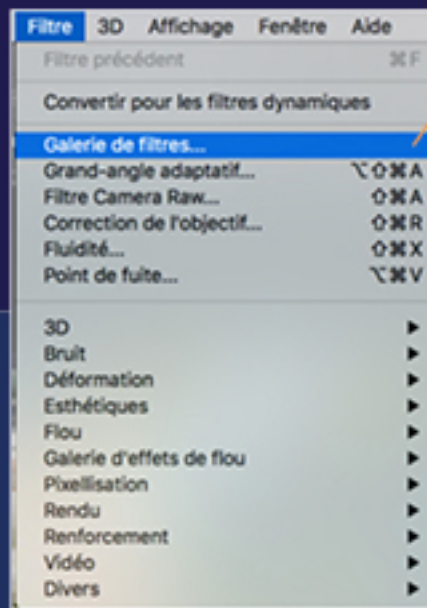 Filtre 3D Affichage Fenêtre Aide
Filtre précédent ⌘F
Convertir pour les filtres dynamiques
Galerie de filtres...
Grand-angle adaptatif... ⌥⇧⌘A
Filtre Camera Raw... ⇧⌘A
Correction de l'objectif... ⇧⌘R
Fluidité... ⇧⌘X
Point de fuite... ⌥⌘V
3D ▶
Bruit ▶
Déformation ▶
Esthétiques ▶
Flou ▶
Galerie d'effets de flou ▶
Pixellisation ▶
Rendu ▶
Renforcement ▶
Vidéo ▶
Divers ▶